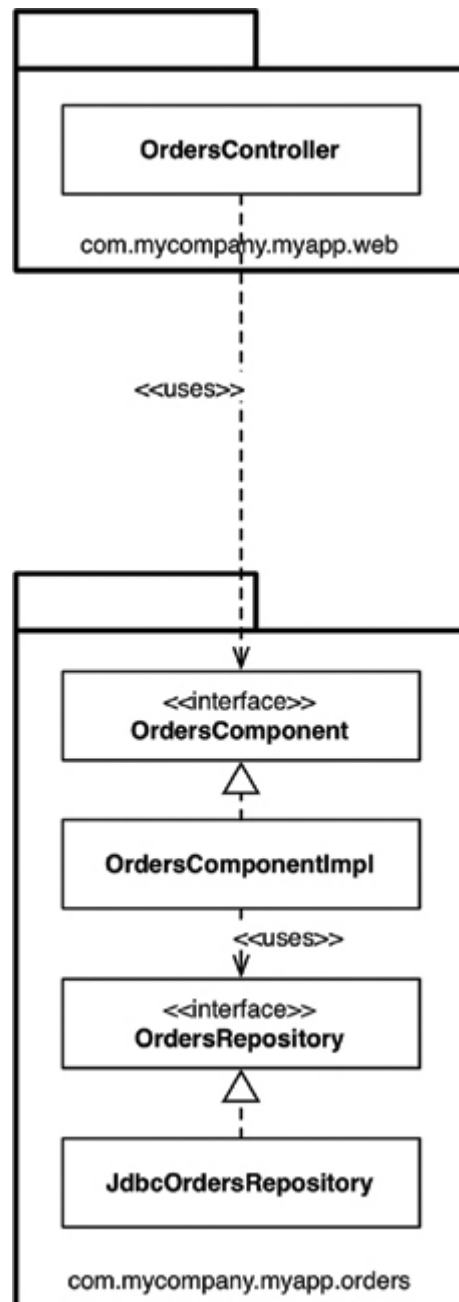 OrdersController
com.mycompany.myapp.web
<<uses>>
<<interface>>
OrdersComponent
OrdersComponentImpl
<<uses>>
<<interface>>
OrdersRepository
JdbcOrdersRepository
com.mycompany.myapp.orders